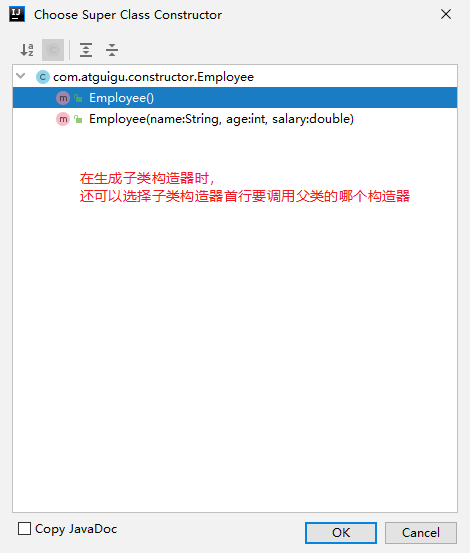 Choose Super Class Constructor
com.atguigu.constructor.Employee
Employee()
Employee(name:String, age:int, salary:double)
在生成子类构造器时，
还可以选择子类构造器首行要调用父类的哪个构造器
Copy JavaDoc
OK
Cancel